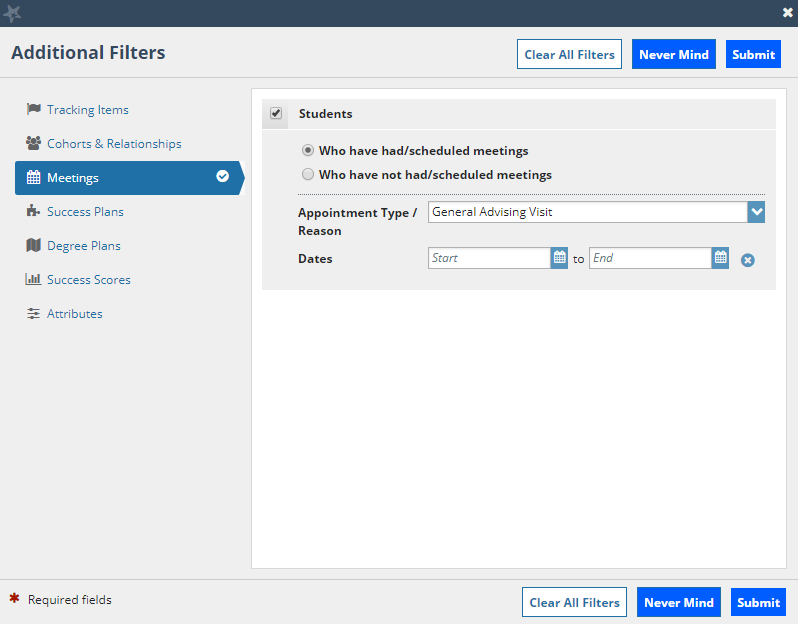 Additional Filters
Clear All Filters
Never Mind
Submit
Tracking Items
Cohorts & Relationships
Meetings
Success Plans
Degree Plans
Success Scores
Attributes
Students
Who have had/scheduled meetings
Who have not had/scheduled meetings
Appointment Type / General Advising Visit
Reason
Dates Start to End
* Required fields
Clear All Filters
Never Mind
Submit